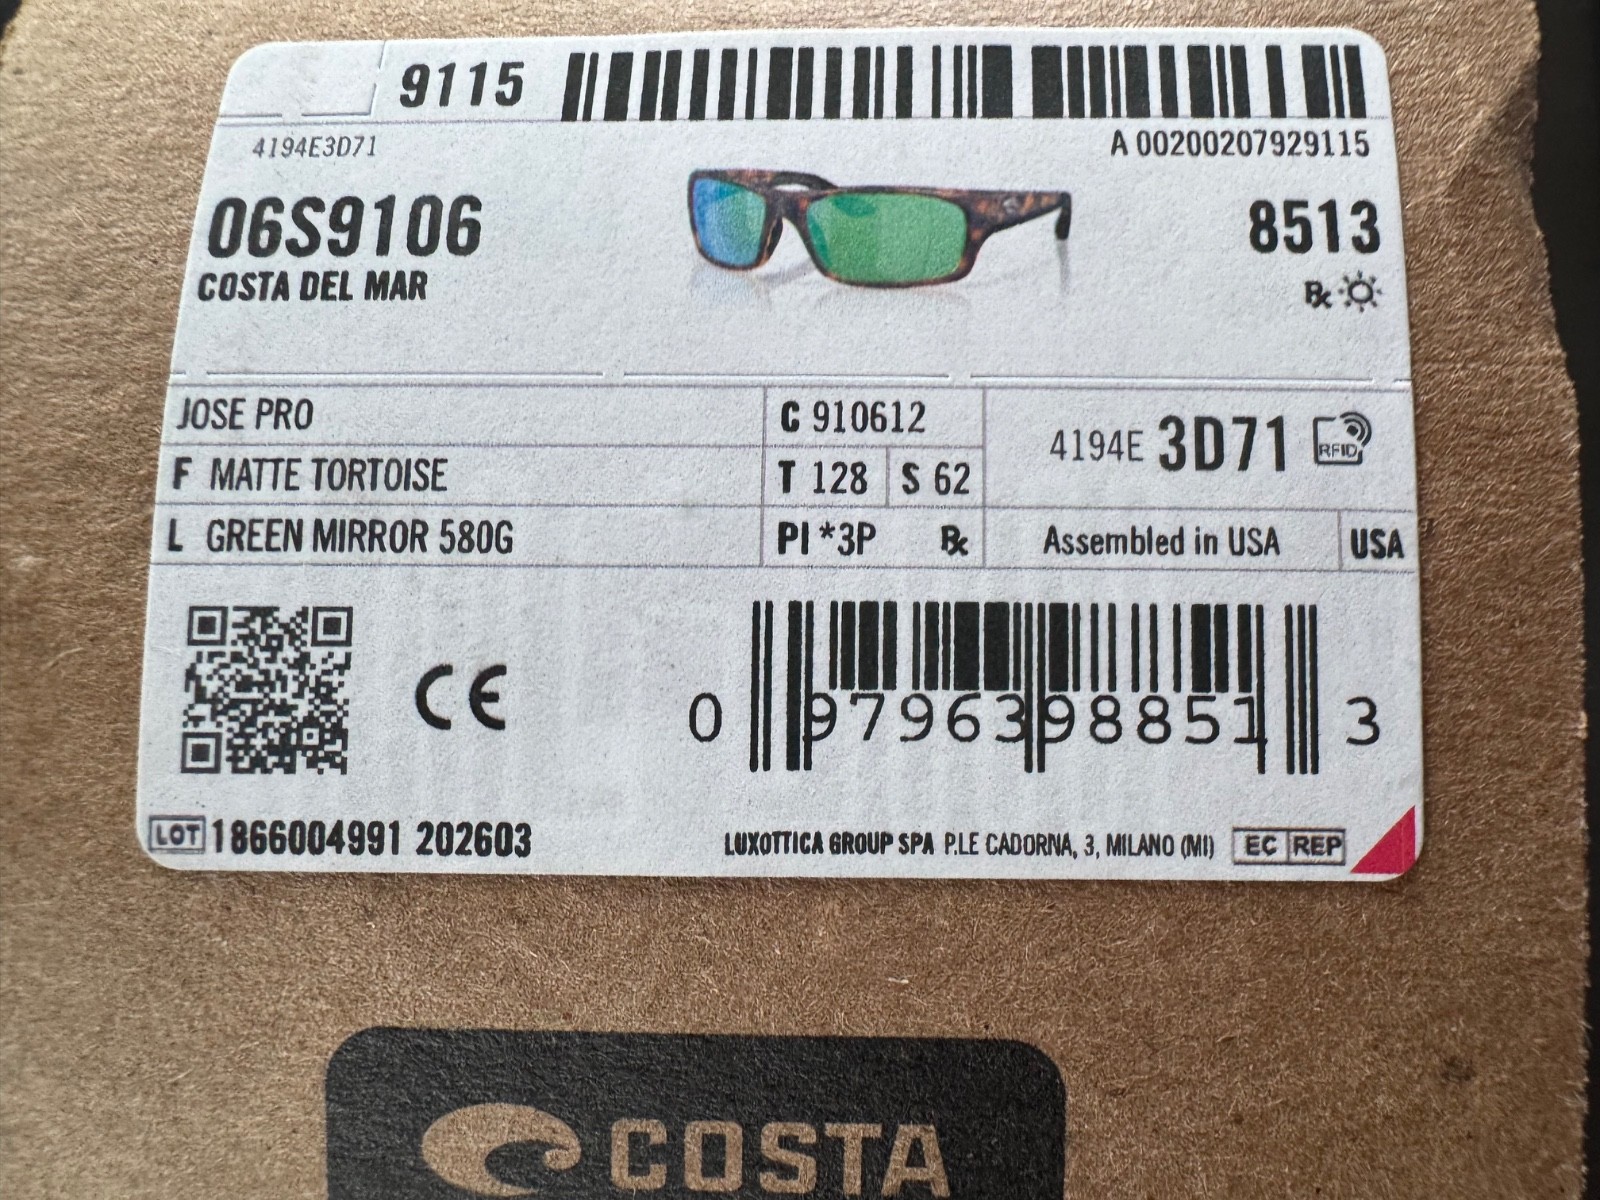 9115
4194E3D71
A 00200207929115
06S9106
8513
COSTA DEL MAR
Rx
JOSE PRO
C 910612
4194E 3D71 RFID
F MATTE TORTOISE
T 128 S 62
L GREEN MIRROR 580G
PI *3P Rx
Assembled in USA USA
CE
0 97963 98851 3
LOT 1866004991 202603
LUXOTTICA GROUP SPA P.LE CADORNA, 3, MILANO (MI) EC REP
COSTA